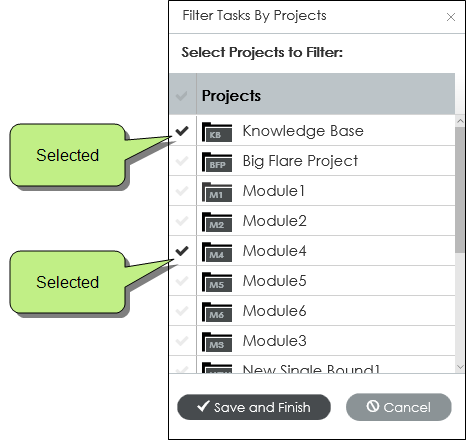 Filter Tasks By Projects
Select Projects to Filter:
Projects
Selected
KB Knowledge Base
BFP Big Flare Project
M1 Module1
M2 Module2
Selected
M4 Module4
M5 Module5
M6 Module6
M3 Module3
New Single Bound1
Save and Finish
Cancel